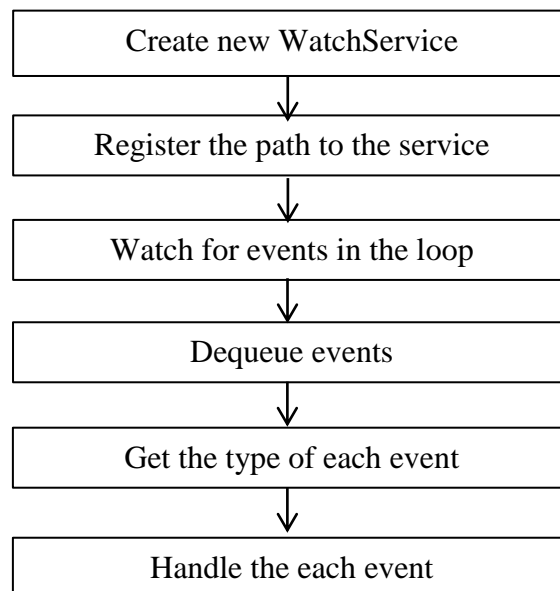 Create new WatchService
Register the path to the service
Watch for events in the loop
Dequeue events
Get the type of each event
Handle the each event